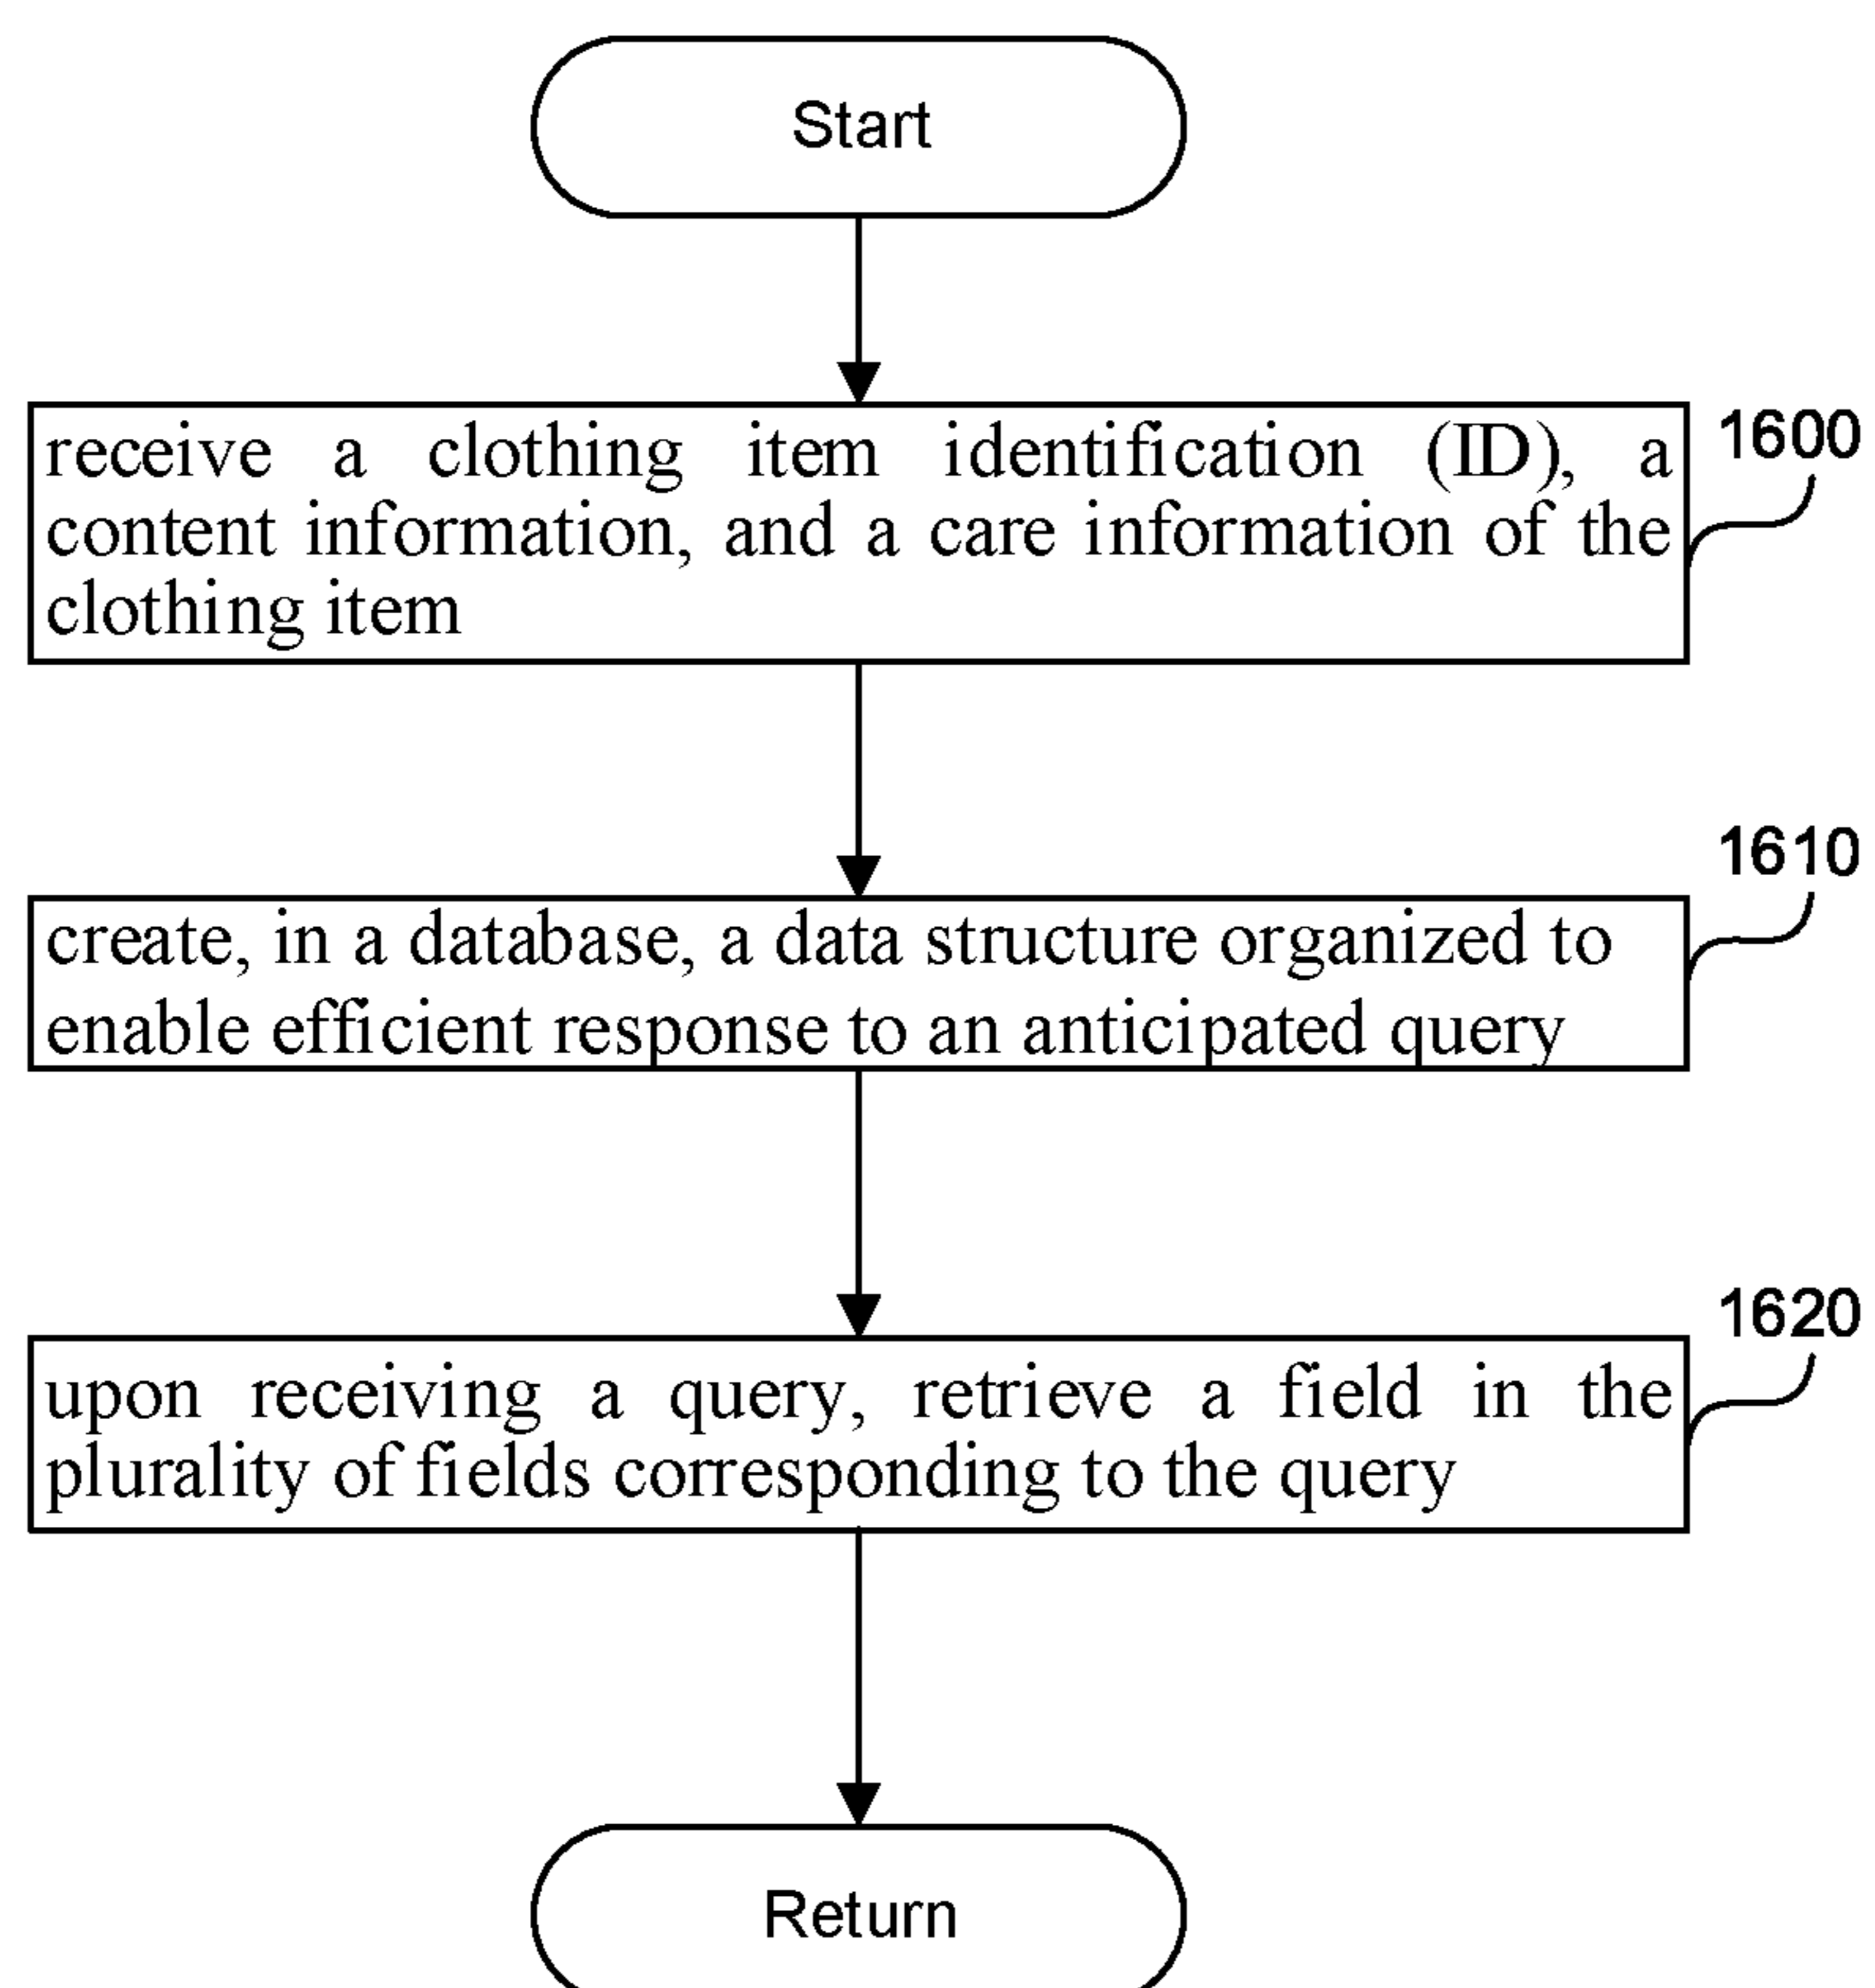 Start
receive a clothing item identification (ID), a
1600
content information, and a care information of the
clothing item
1610
create, in a database, a data structure organized to
enable efficient response to an anticipated query
1620
upon receiving a query, retrieve a field in the
plurality of fields corresponding to the query
Return